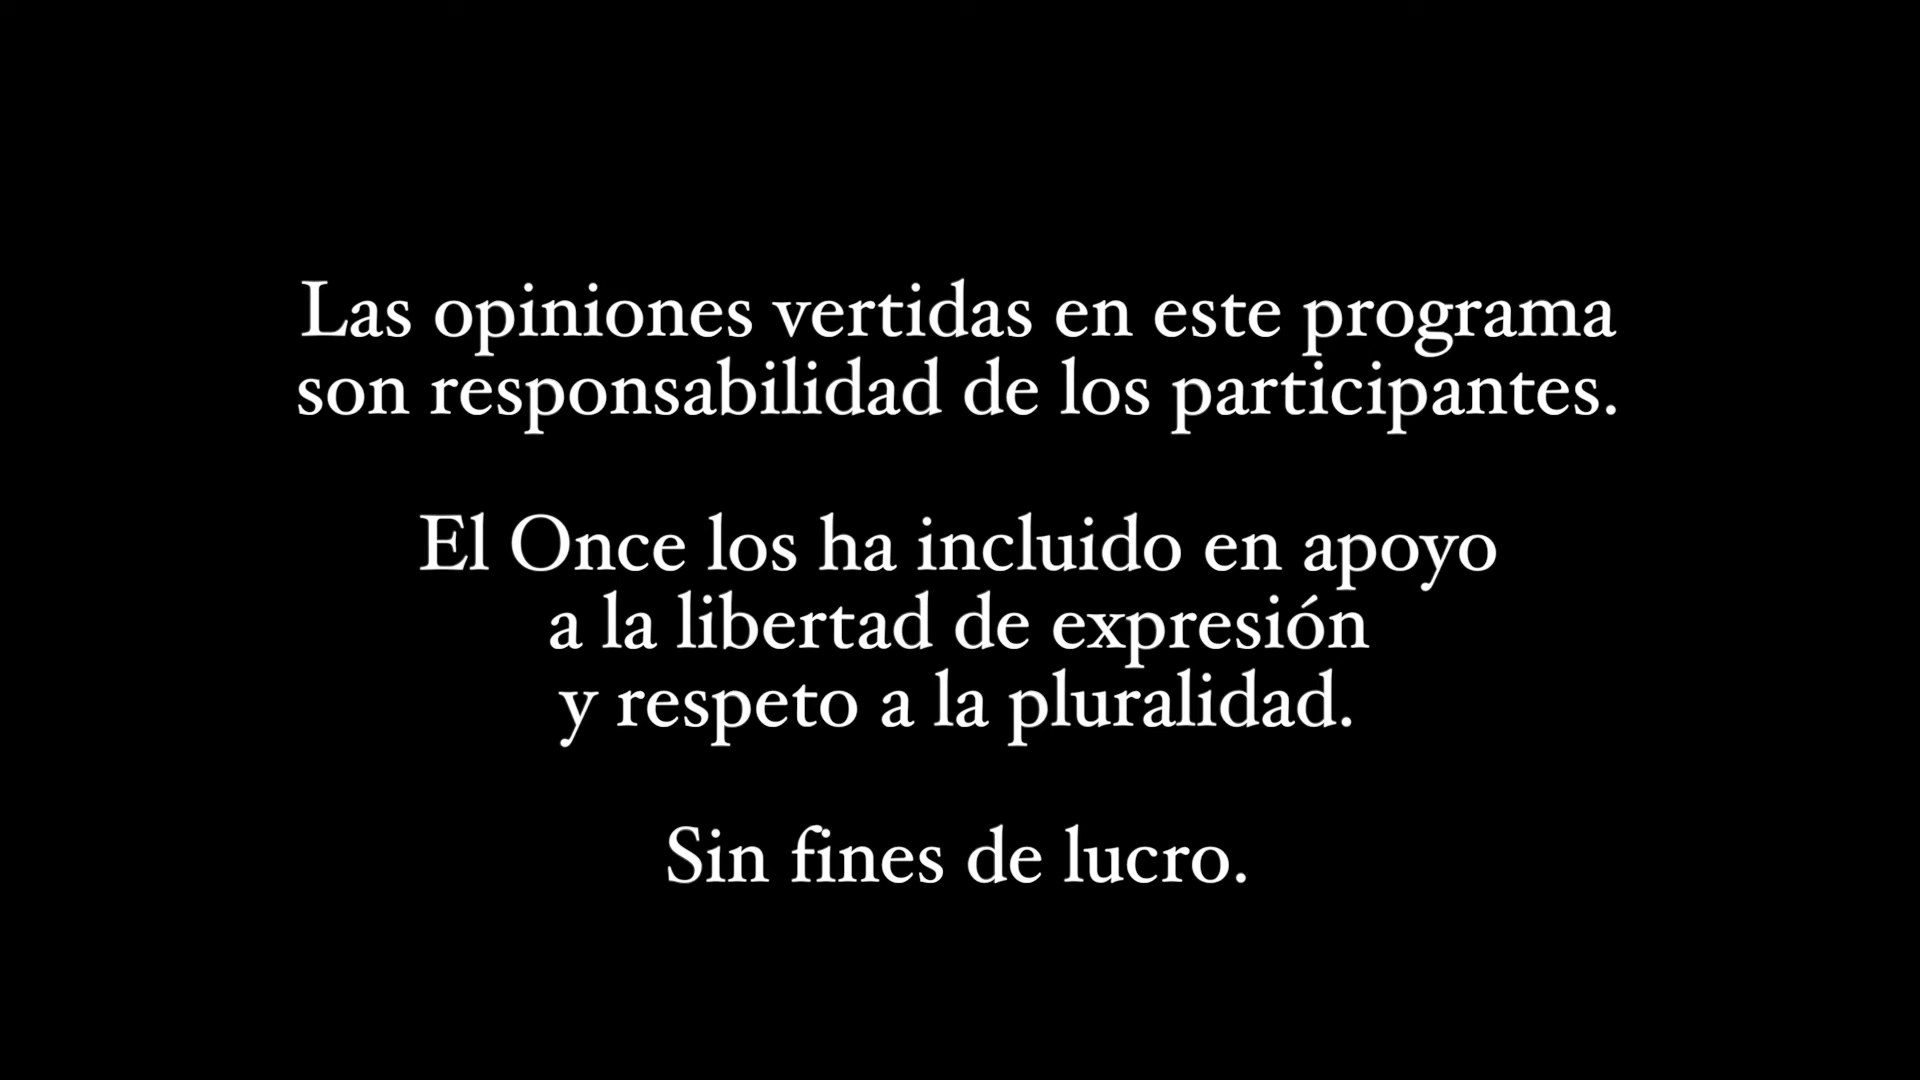 Las opiniones vertidas en este programa
son responsabilidad de los participantes.
El Once los ha incluido en apoyo
a la libertad de expresión
y respeto a la pluralidad.
Sin fines de lucro.